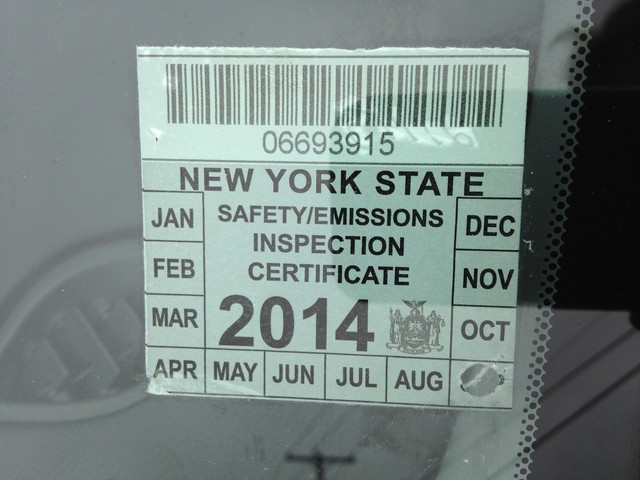 06693915
NEW YORK STATE
SAFETY/EMISSIONS
INSPECTION
CERTIFICATE
2014
JAN
FEB
MAR
APR MAY JUN JUL AUG
OCT
NOV
DEC